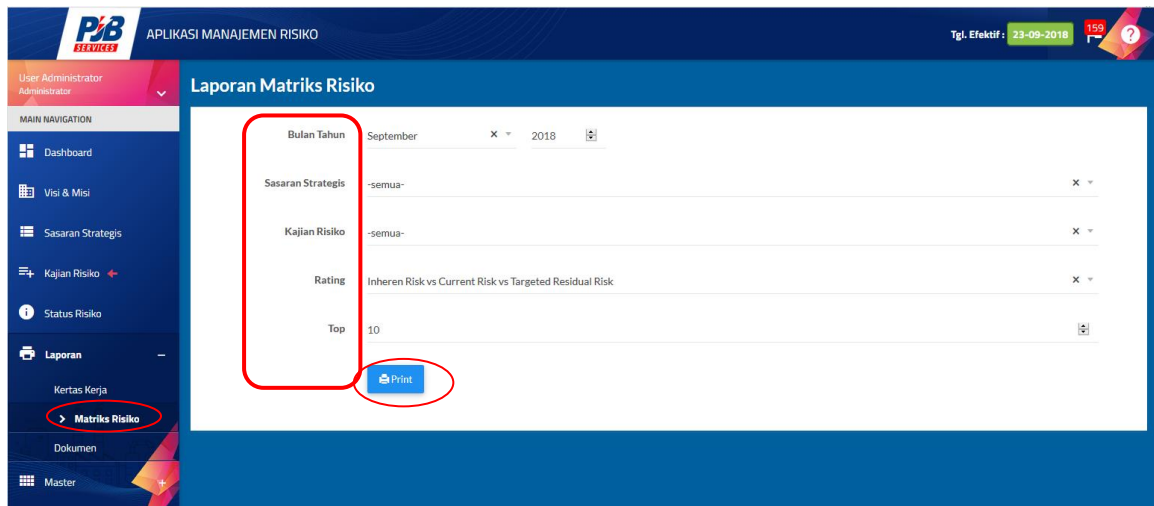 PJB
SERVICES
APLIKASI MANAJEMEN RISIKO
Tgl. Efektif : 23-09-2018
159
?
User Administrator
Administrator
MAIN NAVIGATION
Dashboard
Visi & Misi
Sasaran Strategis
Kajian Risiko
Status Risiko
Laporan
Kertas Kerja
Matriks Risiko
Dokumen
Master
Laporan Matriks Risiko
Bulan Tahun September x 2018
Sasaran Strategis -semua- x
Kajian Risiko -semua- x
Rating Inheren Risk vs Current Risk vs Targeted Residual Risk x
Top 10
Print